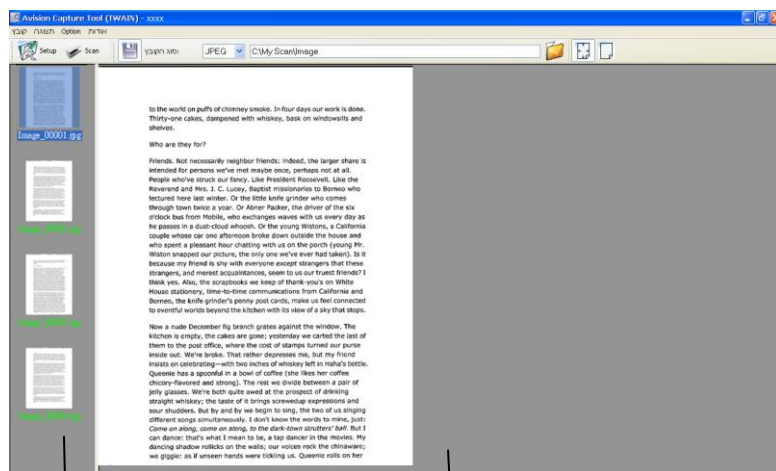 Avision Capture Tool (TWAIN) - xxxx
קובץ תצוגה Option אודות
Setup Scan JPEG C:\My Scan\Image
Image_00001.jpg
to the world on puffs of chimney smoke. In four days our work is done.
Thirty-one cakes, dampened with whiskey, bask on windowsills and
shelves.
Who are they for?
Friends. Not necessarily neighbor friends: indeed, the larger share is
intended for persons we've met maybe once, perhaps not at all.
People who've struck our fancy. Like President Roosevelt. Like the
Reverend and Mrs. J. C. Lucey, Baptist missionaries to Borneo who
lectured here last winter. Or the little knife grinder who comes
through town twice a year. Or Abner Packer, the driver of the six
o'clock bus from Mobile, who exchanges waves with us every day as
he passes in a dust-cloud whoosh. Or the young Wistons, a California
couple whose car one afternoon broke down outside the house and
who spent a pleasant hour chatting with us on the porch (young Mr.
Wiston snapped our picture, the only one we've ever had taken). Is it
because my friend is shy with everyone except strangers that these
strangers, and merest acquaintances, seem to us our truest friends? I
think yes. Also, the scrapbooks we keep of thank-you's on White
House stationery, time-to-time communications from California and
Borneo, the knife grinder's penny post cards, make us feel connected
to eventful worlds beyond the kitchen with its view of a sky that stops.
Now a nude December fig branch grates against the window. The
kitchen is empty, the cakes are gone; yesterday we carted the last of
them to the post office, where the cost of stamps turned our purse
inside out. We're broke. That rather depresses me, but my friend
insists on celebrating—with two inches of whiskey left in Haha's bottle.
Queenie has a spoonful in a bowl of coffee (she likes her coffee
chicory-flavored and strong). The rest we divide between a pair of
jelly glasses. We're both quite awed at the prospect of drinking
straight whiskey; the taste of it brings screwedup expressions and
sour shudders. But by and by we begin to sing, the two of us singing
different songs simultaneously. I don't know the words to mine, just:
Come on along, come on along, to the dark-town strutters' ball. But I
can dance: that's what I mean to be, a tap dancer in the movies. My
dancing shadow rollicks on the walls; our voices rock the chinaware;
we giggle: as if unseen hands were tickling us. Queenie rolls on her